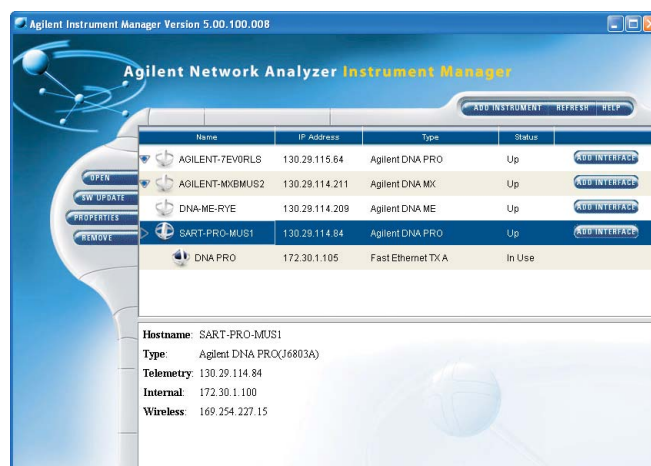 Agilent Instrument Manager Version 5.00.100.008
Agilent Network Analyzer Instrument Manager
ADD INSTRUMENT REFRESH HELP
Name IP Address Type Status
AGILENT-7EV0RLS 130.29.115.64 Agilent DNA PRO Up ADD INTERFACE
AGILENT-MXBMUS2 130.29.114.211 Agilent DNA MX Up ADD INTERFACE
DNA-ME-RYE 130.29.114.209 Agilent DNA ME Up ADD INTERFACE
SART-PRO-MUS1 130.29.114.84 Agilent DNA PRO Up ADD INTERFACE
DNA PRO 172.30.1.105 Fast Ethernet TX A In Use
OPEN
SW UPDATE
PROPERTIES
REMOVE
Hostname: SART-PRO-MUS1
Type: Agilent DNA PRO(J6803A)
Telemetry: 130.29.114.84
Internal: 172.30.1.100
Wireless: 169.254.227.15